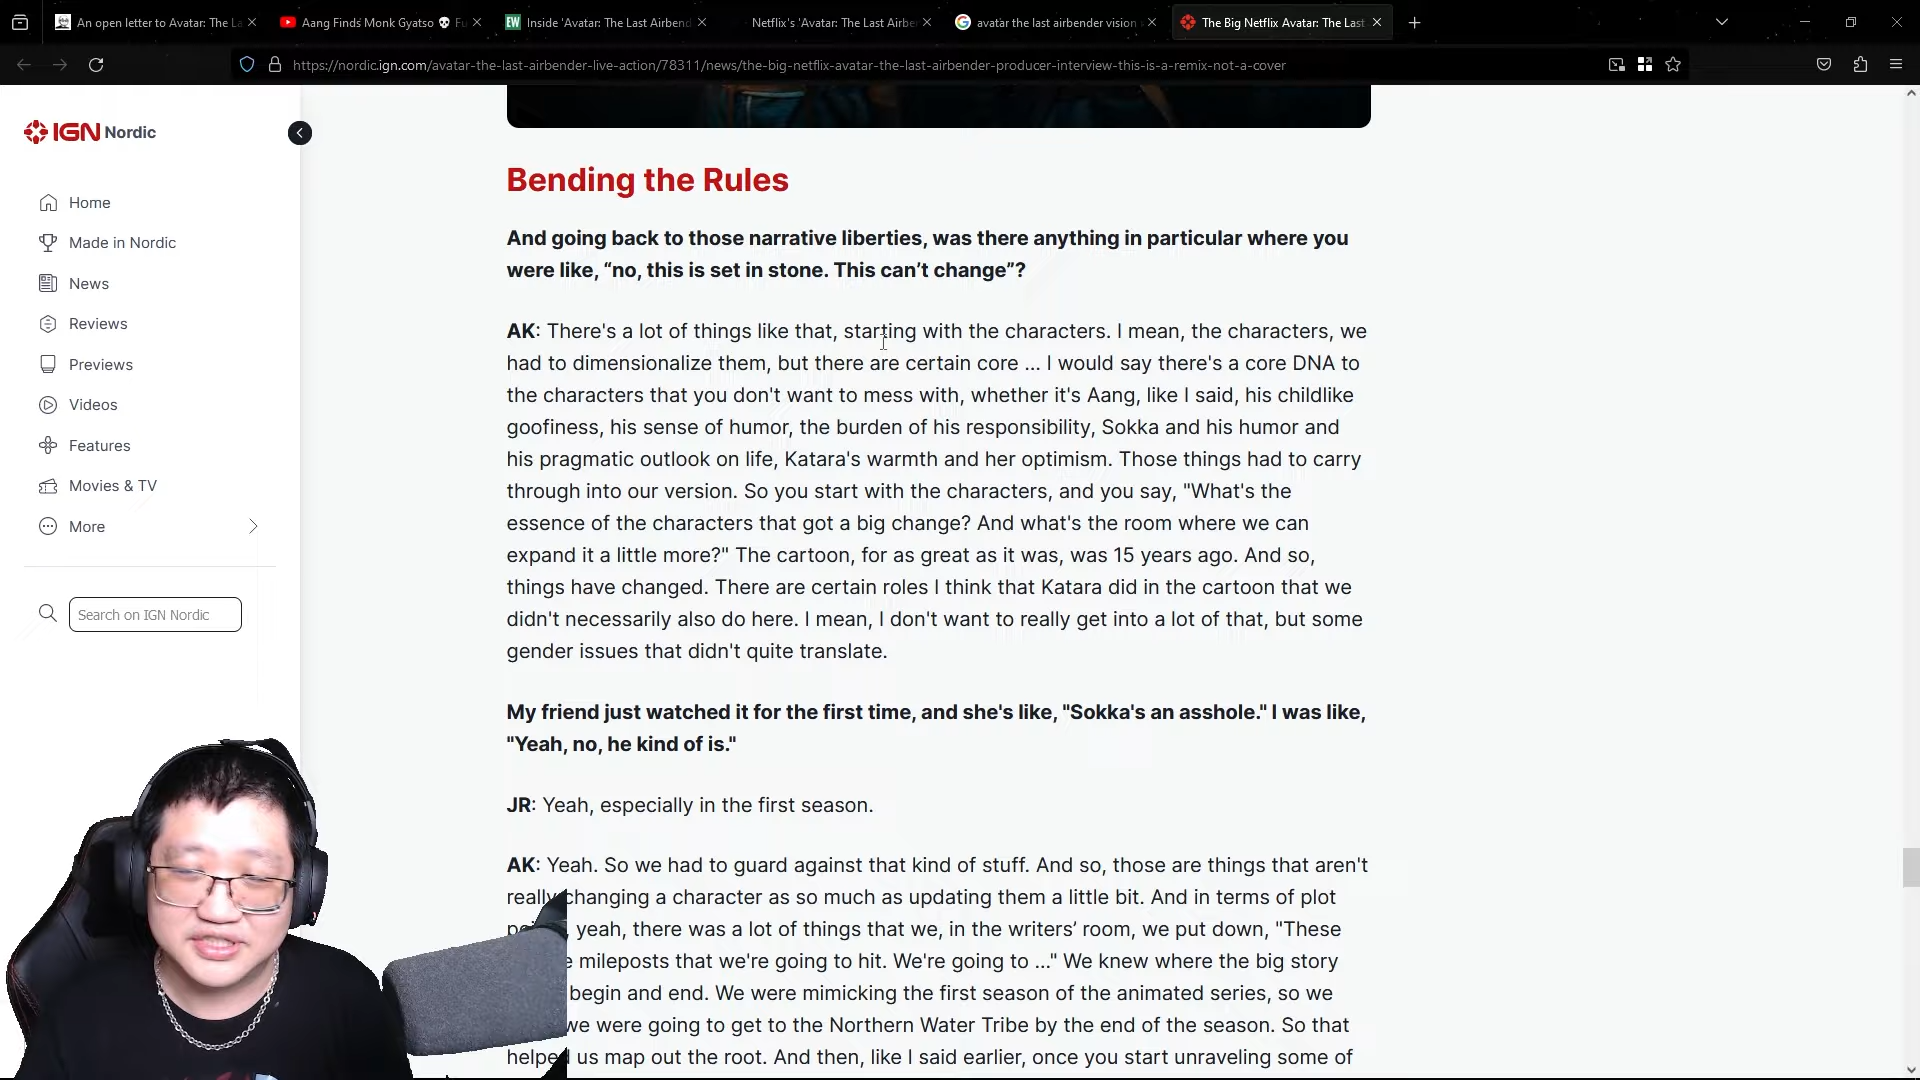 An open letter to Avatar: The La
Aang Finds Monk Gyatso 💀 Fu
Inside 'Avatar: The Last Airbend
Netflix's 'Avatar: The Last Airbe
avatar the last airbender vision
The Big Netflix Avatar: The Last
https://nordic.ign.com/avatar-the-last-airbender-live-action/78311/news/the-big-netflix-avatar-the-last-airbender-producer-interview-this-is-a-remix-not-a-cover
IGN Nordic
Home
Made in Nordic
News
Reviews
Previews
Videos
Features
Movies & TV
More
Search on IGN Nordic
Bending the Rules
And going back to those narrative liberties, was there anything in particular where you
were like, “no, this is set in stone. This can’t change”?
AK: There's a lot of things like that, starting with the characters. I mean, the characters, we
had to dimensionalize them, but there are certain core ... I would say there's a core DNA to
the characters that you don't want to mess with, whether it's Aang, like I said, his childlike
goofiness, his sense of humor, the burden of his responsibility, Sokka and his humor and
his pragmatic outlook on life, Katara's warmth and her optimism. Those things had to carry
through into our version. So you start with the characters, and you say, "What's the
essence of the characters that got a big change? And what's the room where we can
expand it a little more?" The cartoon, for as great as it was, was 15 years ago. And so,
things have changed. There are certain roles I think that Katara did in the cartoon that we
didn't necessarily also do here. I mean, I don't want to really get into a lot of that, but some
gender issues that didn't quite translate.
My friend just watched it for the first time, and she's like, "Sokka's an asshole." I was like,
"Yeah, no, he kind of is."
JR: Yeah, especially in the first season.
AK: Yeah. So we had to guard against that kind of stuff. And so, those are things that aren't
really changing a character as so much as updating them a little bit. And in terms of plot
yeah, there was a lot of things that we, in the writers’ room, we put down, "These
mileposts that we're going to hit. We're going to ..." We knew where the big story
begin and end. We were mimicking the first season of the animated series, so we
we were going to get to the Northern Water Tribe by the end of the season. So that
helped us map out the root. And then, like I said earlier, once you start unraveling some of